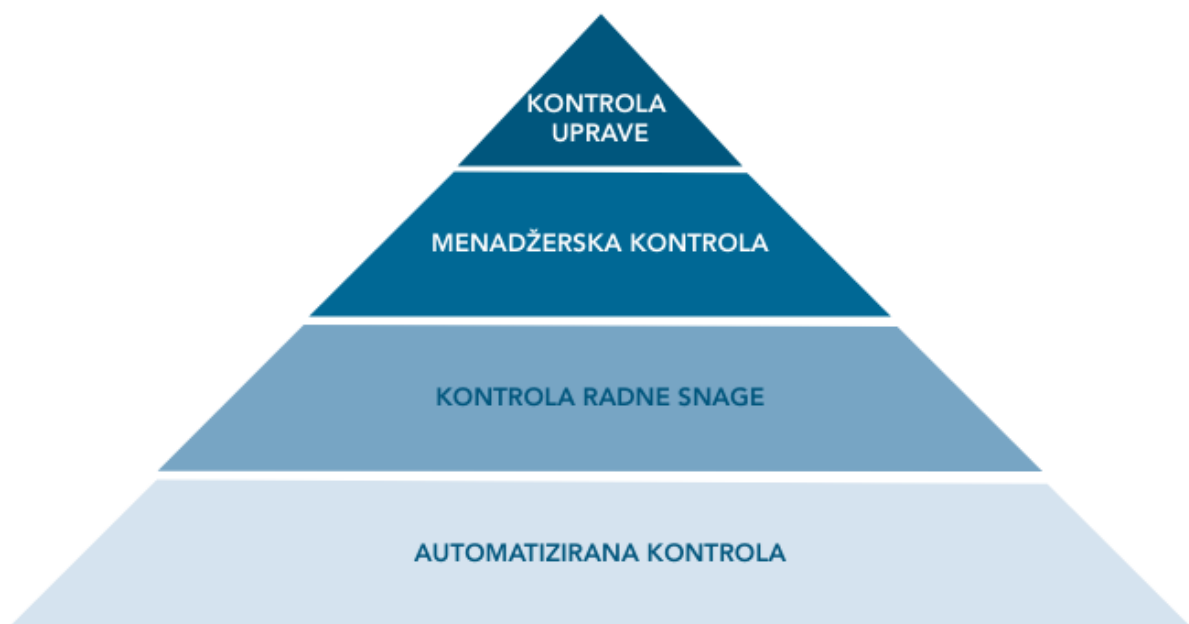 KONTROLA
UPRAVE
MENADŽERSKA KONTROLA
KONTROLA RADNE SNAGE
AUTOMATIZIRANA KONTROLA